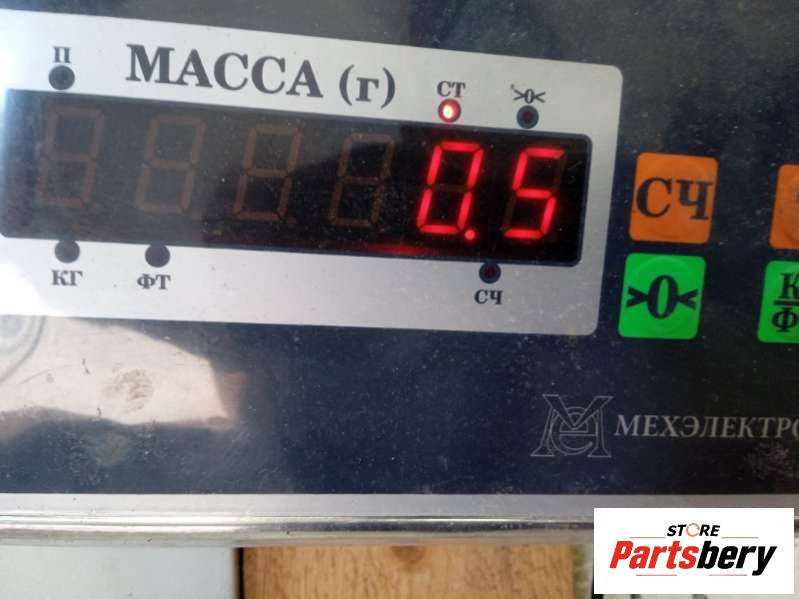 П
МАССА (г)
СТ
>0<
0.5
КГ
ФТ
СЧ
СЧ
>0<
К
Ф
МЕХЭЛЕКТРО
STORE
Partsbery